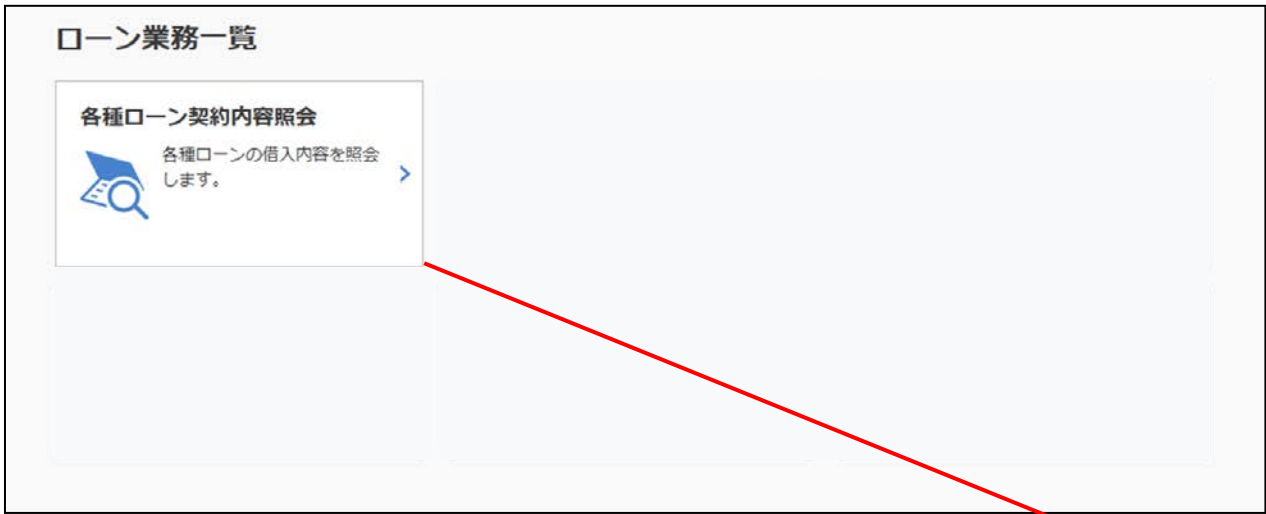 ローン業務一覧
各種ローン契約内容照会
各種ローンの借入内容を照会
します。